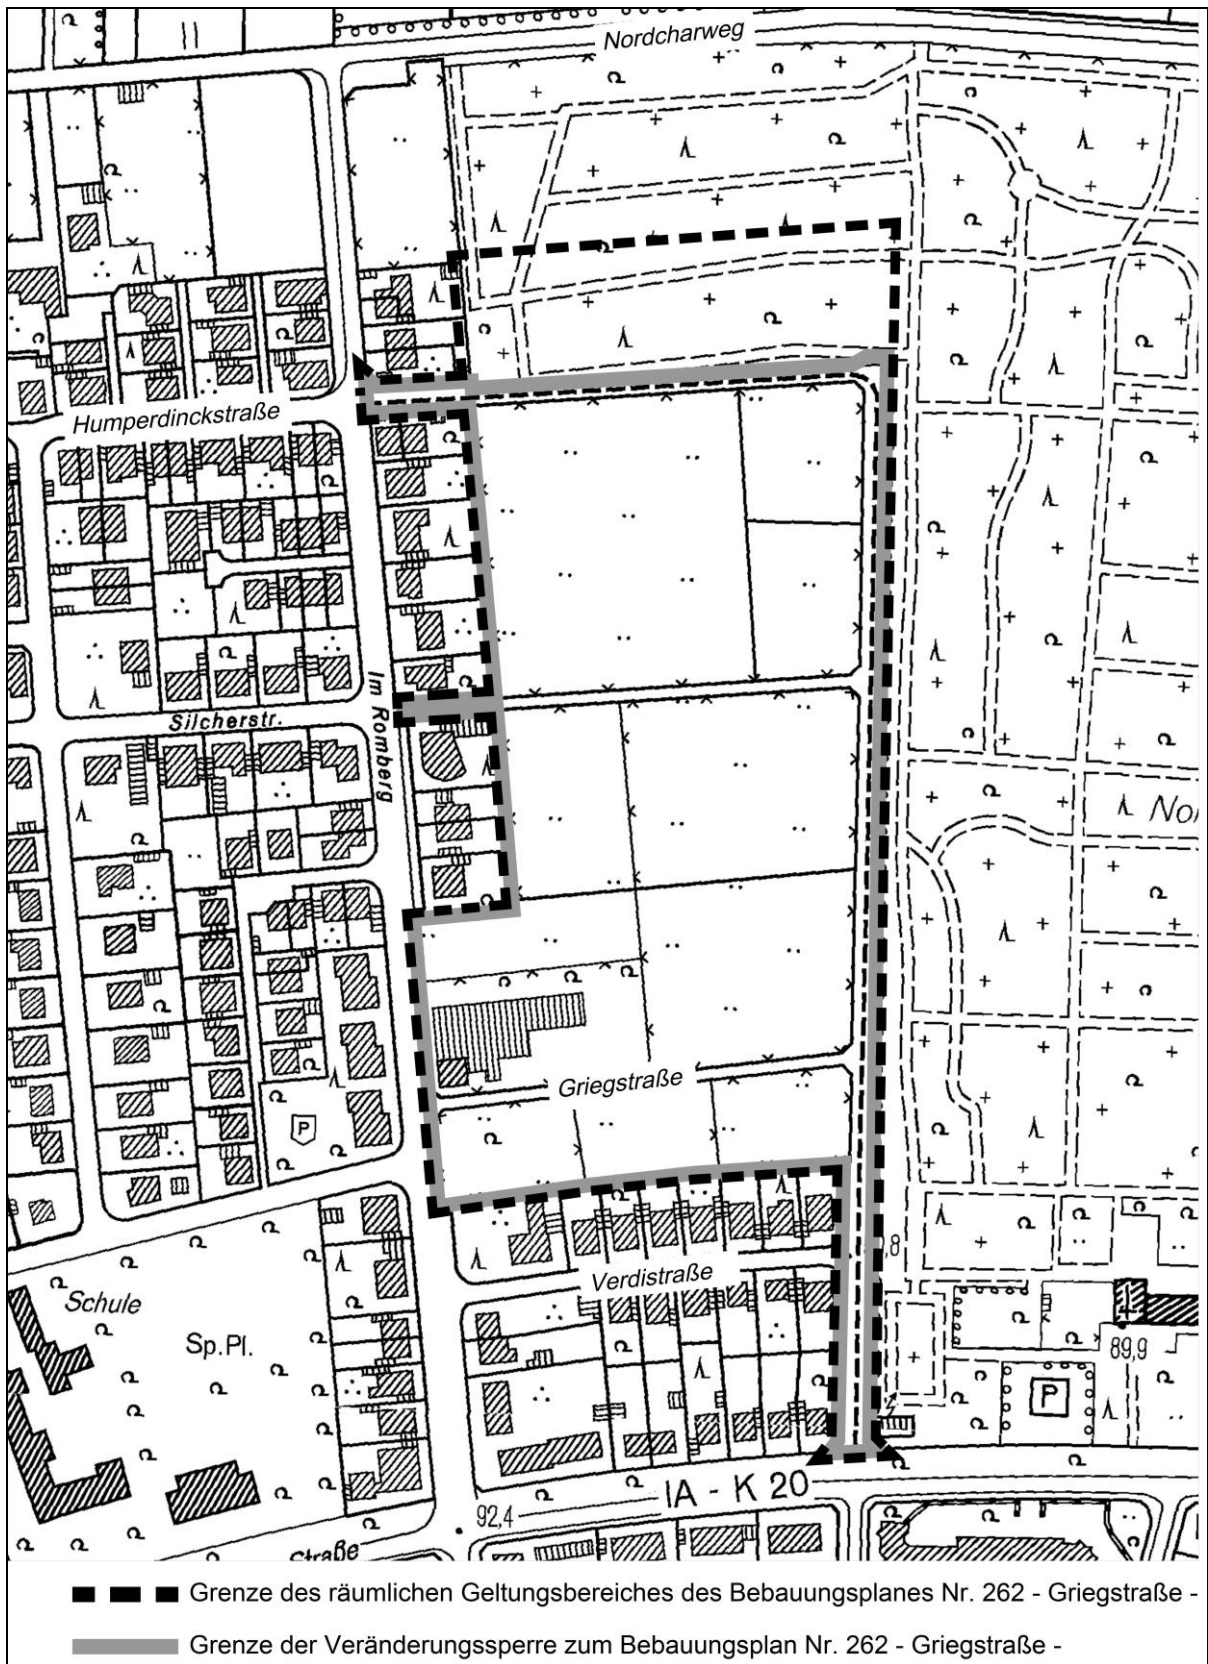 Nordcharweg
Humperdinckstraße
Silcherstr.
Im Romberg
Griegstraße
Verdistraße
Schule
Sp.Pl.
P
89,9
P
IA - K 20
92,4
Straße
Grenze des räumlichen Geltungsbereiches des Bebauungsplanes Nr. 262 - Griegstraße -
Grenze der Veränderungssperre zum Bebauungsplan Nr. 262 - Griegstraße -